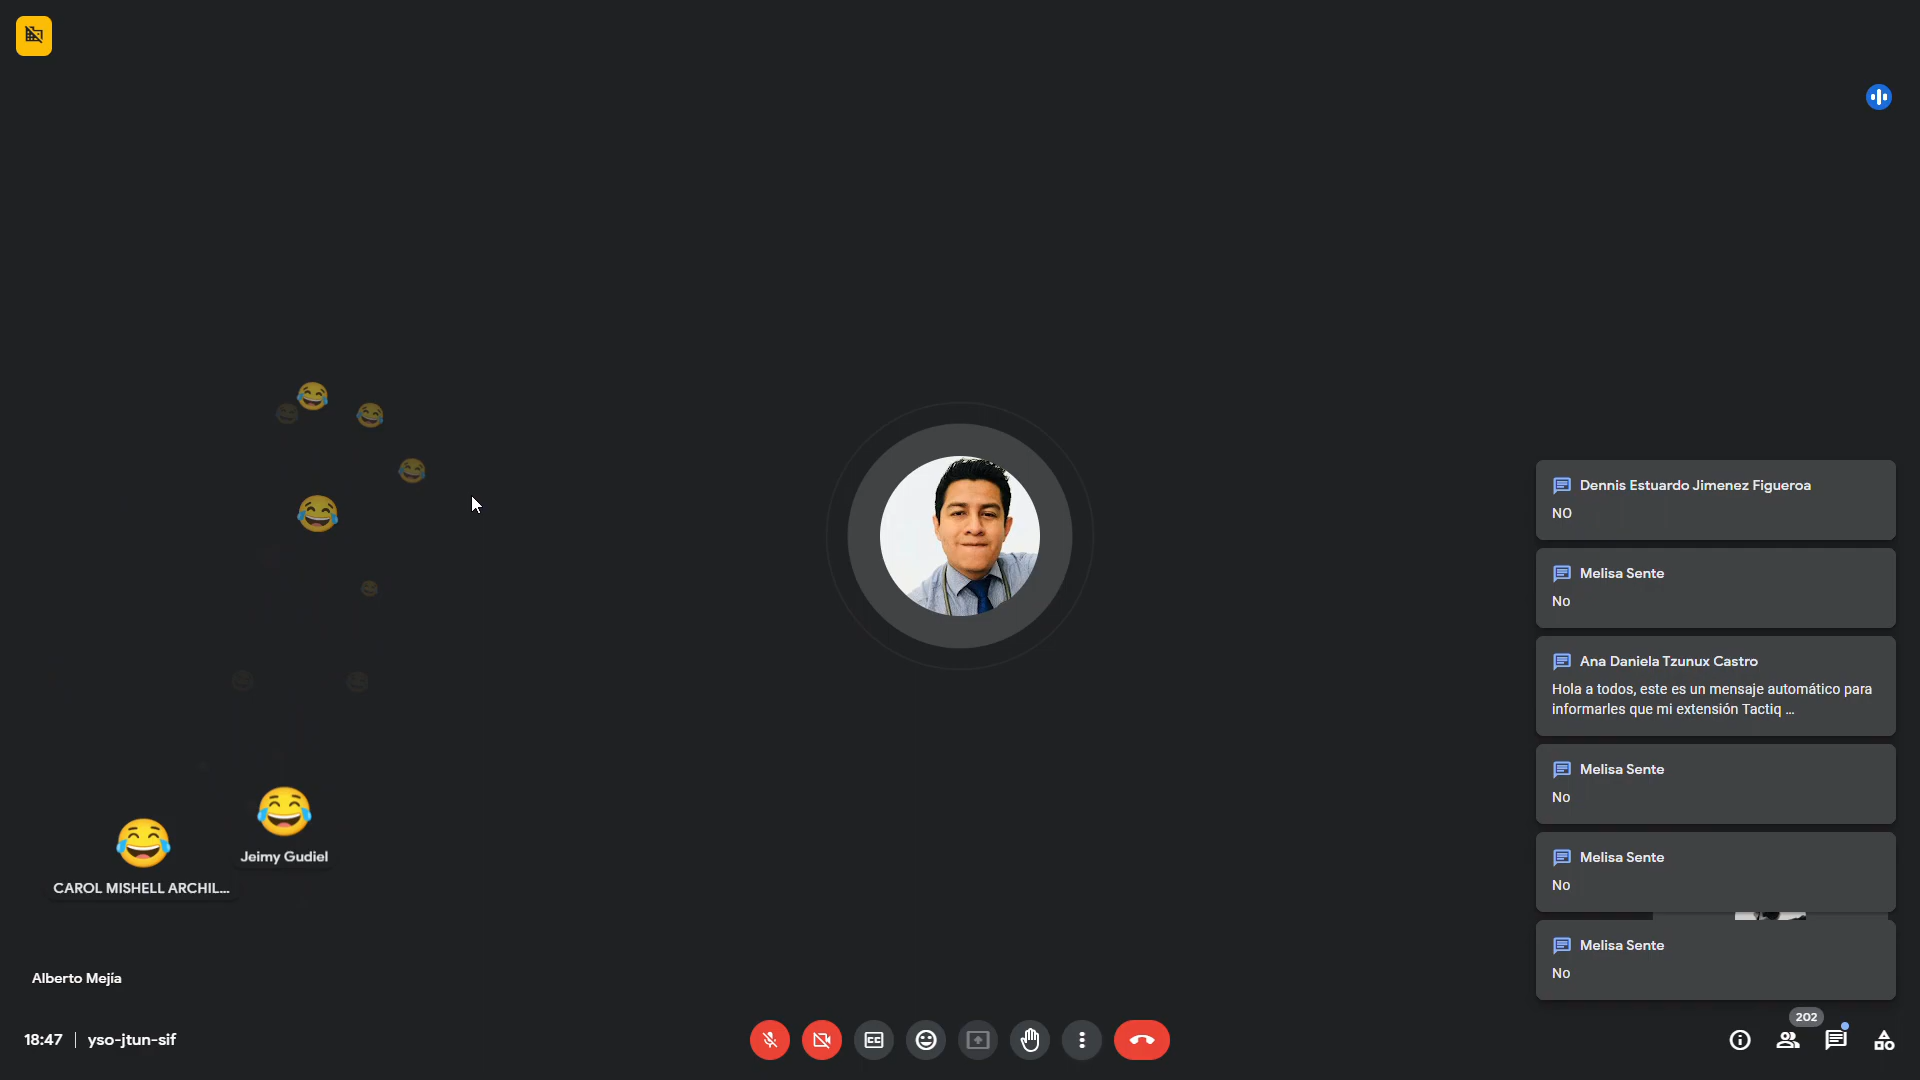 Dennis Estuardo Jimenez Figueroa
NO
Melisa Sente
No
Ana Daniela Tzunux Castro
Hola a todos, este es un mensaje automático para
informarles que mi extensión Tactiq ...
Melisa Sente
No
Melisa Sente
No
Melisa Sente
No
Jeimy Gudiel
CAROL MISHELL ARCHIL...
Alberto Mejía
18:47 | yso-jtun-sif
CC
202